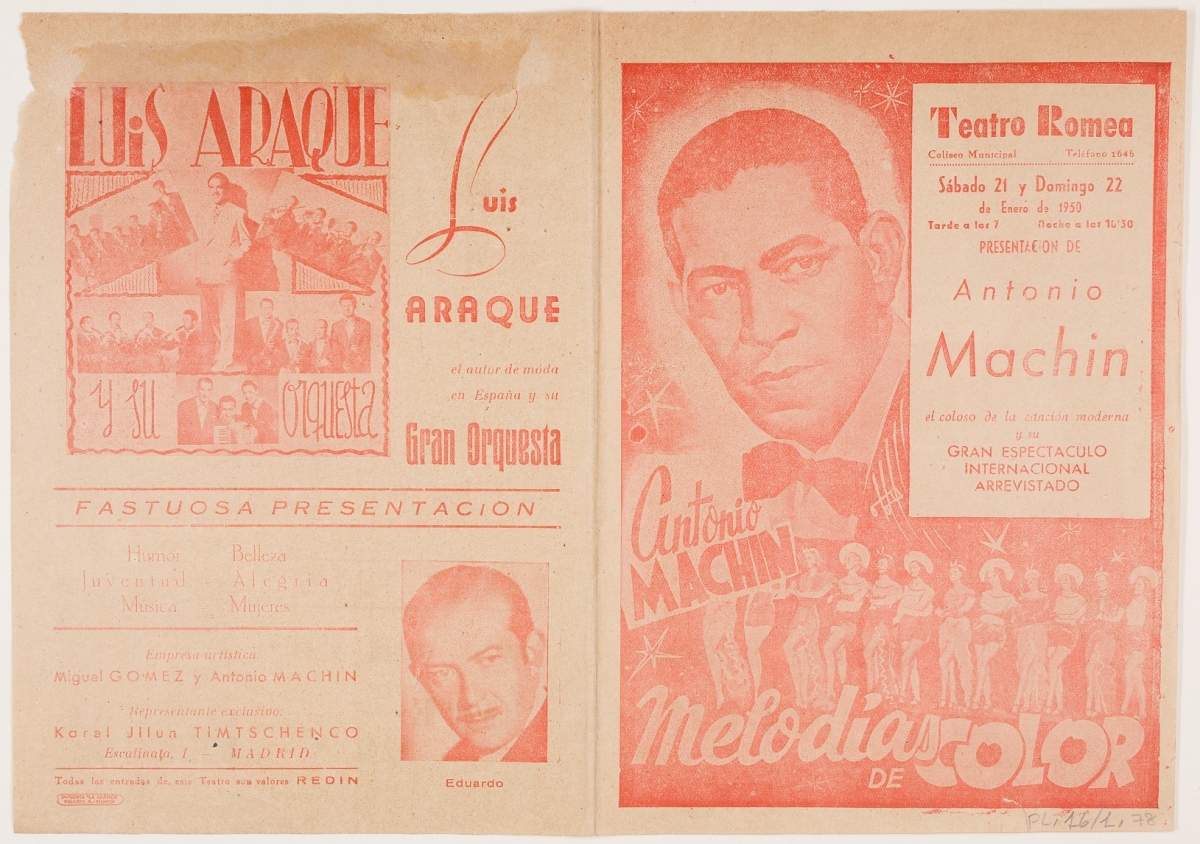 LUiS ARAQUE
y su orquesta
Luis
ARAQUE
el autor de moda
en España y su
Gran Orquesta
FASTUOSA PRESENTACION
Humor Belleza
Juventud - Alegria
Musica Mujeres
Empresa artistica
Miguel GOMEZ y Antonio MACHIN
Representante exclusivo:
Karel Jilun TIMTSCHENCO
Escalinata, 1 MADRID
Todas las entradas de este Teatro son valores REDIN
Eduardo
Teatro Romea
Coliseo Municipal Teléfono 1646
Sábado 21 y Domingo 22
de Enero de 1950
Tarde a las 7 Noche a las 10'30
PRESENTACION DE
Antonio
Machin
el coloso de la canción moderna
y su
GRAN ESPECTACULO
INTERNACIONAL
ARREVISTADO
Antonio
MACHIN
Melodías
DE COLOR
PL, 16/1, 78